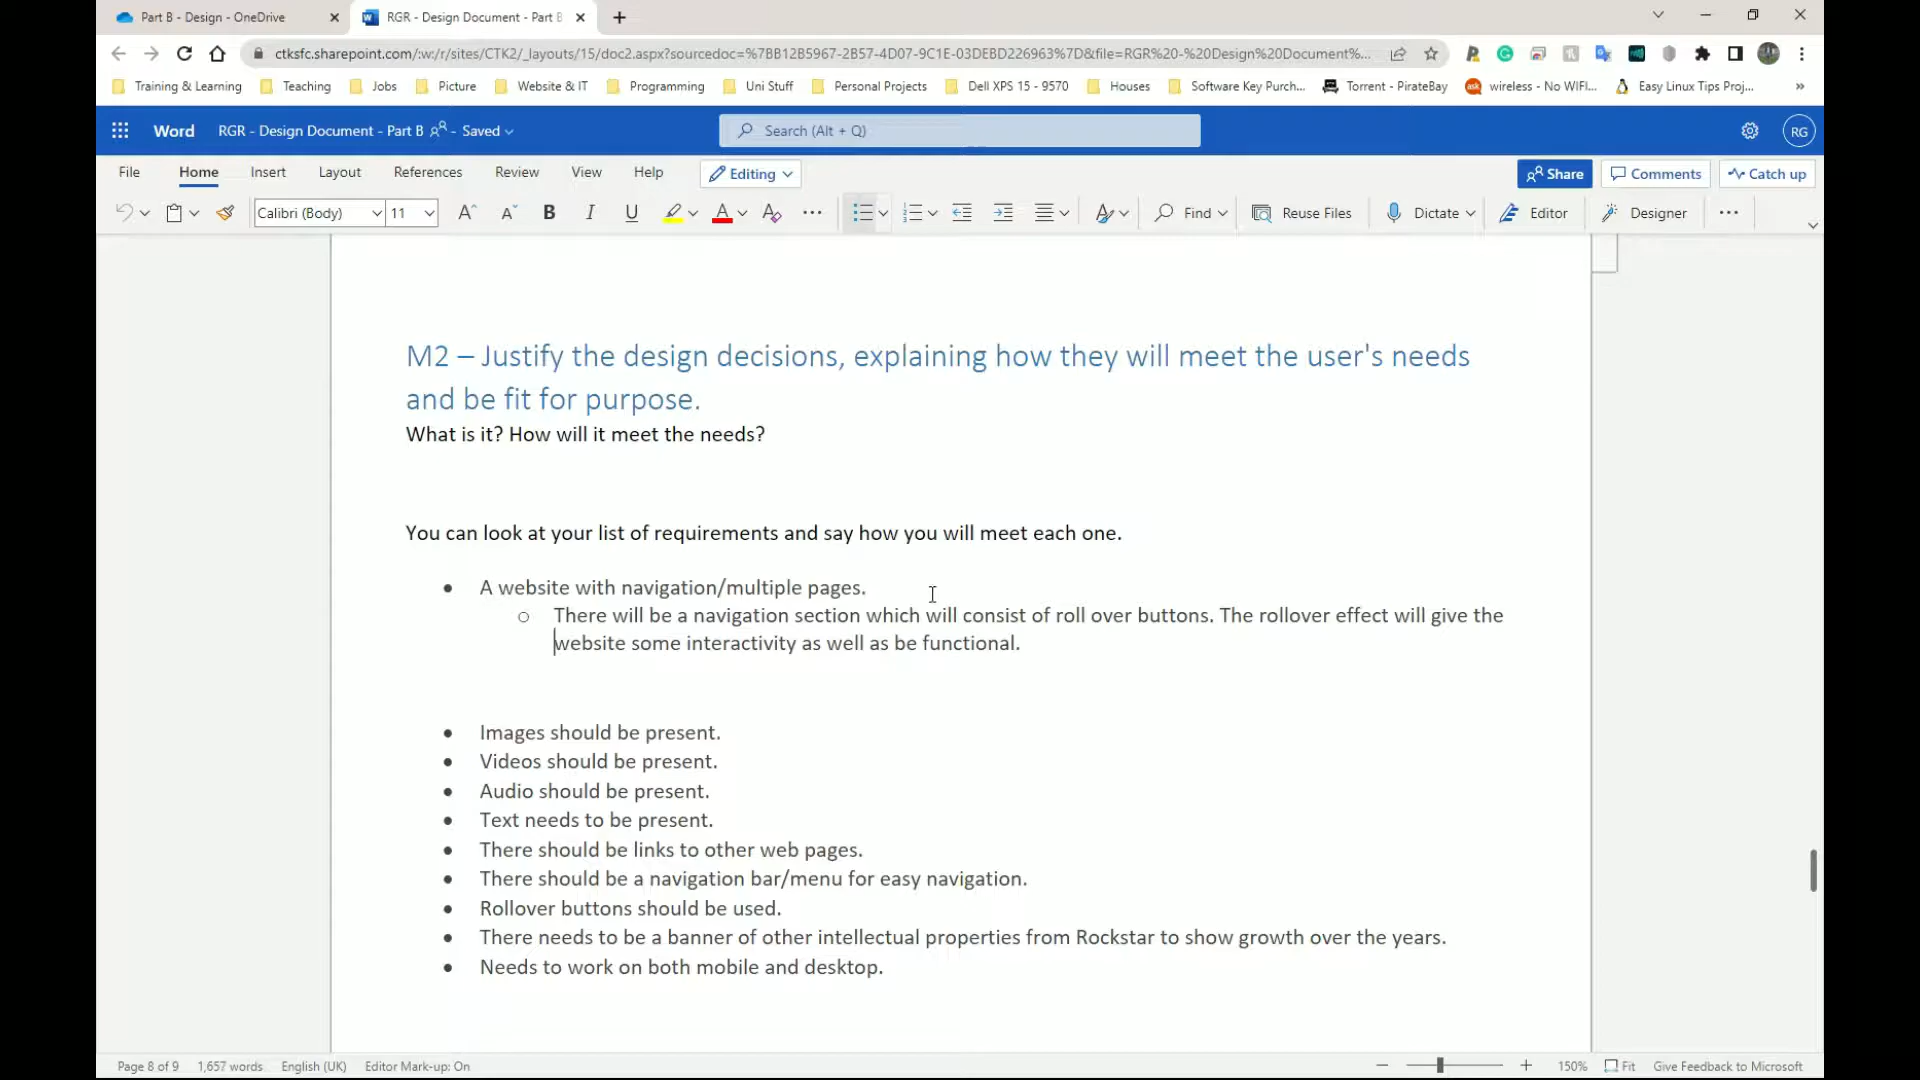 Part B - Design - OneDrive
RGR - Design Document - Part B
ctksfc.sharepoint.com/:w:/r/sites/CTK2/_layouts/15/doc2.aspx?sourcedoc=%7BB12B5967-2B57-4D07-9C1E-03DEBD226963%7D&file=RGR%20-%20Design%20Document%...
Training & Learning Teaching Jobs Picture Website & IT Programming Uni Stuff Personal Projects Dell XPS 15 - 9570 Houses Software Key Purch... Torrent - PirateBay wireless - No WIFI... Easy Linux Tips Proj... »
Word RGR - Design Document - Part B - Saved Search (Alt + Q) RG
File Home Insert Layout References Review View Help Editing Share Comments Catch up
Calibri (Body) 11 A A B I U A A ... Find Reuse Files Dictate Editor Designer ...
M2 – Justify the design decisions, explaining how they will meet the user's needs
and be fit for purpose.
What is it? How will it meet the needs?
You can look at your list of requirements and say how you will meet each one.
• A website with navigation/multiple pages.
○ There will be a navigation section which will consist of roll over buttons. The rollover effect will give the
website some interactivity as well as be functional.
• Images should be present.
• Videos should be present.
• Audio should be present.
• Text needs to be present.
• There should be links to other web pages.
• There should be a navigation bar/menu for easy navigation.
• Rollover buttons should be used.
• There needs to be a banner of other intellectual properties from Rockstar to show growth over the years.
• Needs to work on both mobile and desktop.
Page 8 of 9 1,657 words English (UK) Editor Mark-up: On 150% Fit Give Feedback to Microsoft